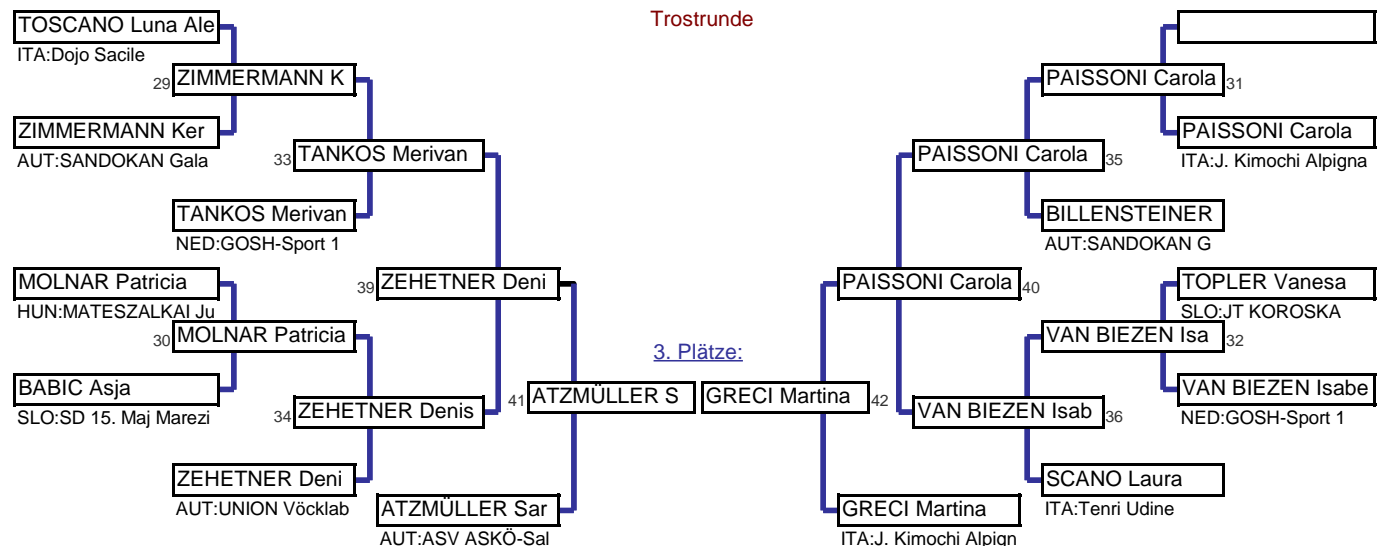 Trostrunde
TOSCANO Luna Ale
ITA:Dojo Sacile
29 ZIMMERMANN K
ZIMMERMANN Ker
AUT:SANDOKAN Gala
33 TANKOS Merivan
TANKOS Merivan
NED:GOSH-Sport 1
39 ZEHETNER Deni
MOLNAR Patricia
HUN:MATESZALKAI Ju
30 MOLNAR Patricia
BABIC Asja
SLO:SD 15. Maj Marezi
34 ZEHETNER Denis
ZEHETNER Deni
AUT:UNION Vöcklab
41 ATZMÜLLER S
ATZMÜLLER Sar
AUT:ASV ASKÖ-Sal
3. Plätze:
PAISSONI Carola 31
PAISSONI Carola
ITA:J. Kimochi Alpigna
PAISSONI Carola 35
BILLENSTEINER
AUT:SANDOKAN G
PAISSONI Carola 40
TOPLER Vanesa
SLO:JT KOROSKA
VAN BIEZEN Isa 32
VAN BIEZEN Isabe
NED:GOSH-Sport 1
GRECI Martina 42
VAN BIEZEN Isab 36
SCANO Laura
ITA:Tenri Udine
GRECI Martina
ITA:J. Kimochi Alpign